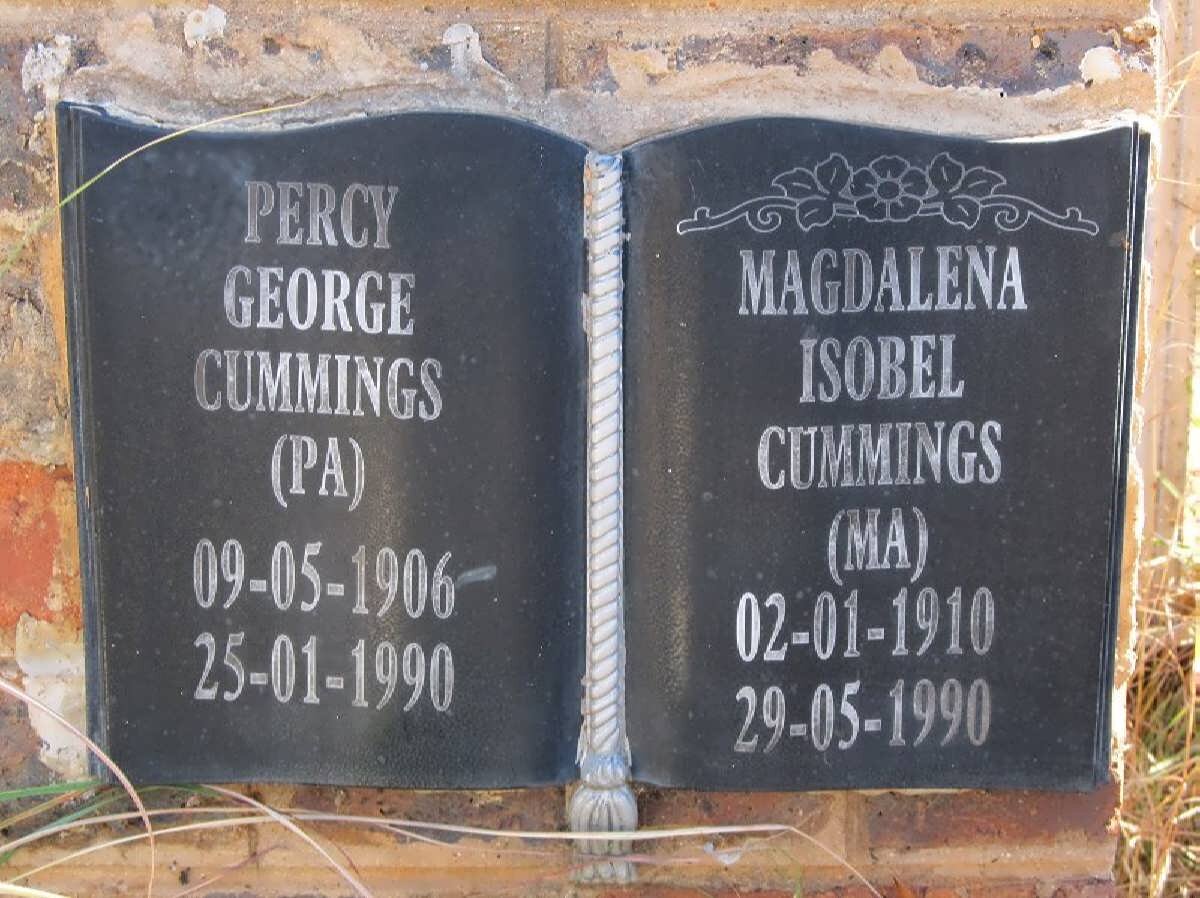 PERCY
GEORGE
CUMMINGS
(PA)
09-05-1906
25-01-1990
MAGDALENA
ISOBEL
CUMMINGS
(MA)
02-01-1910
29-05-1990